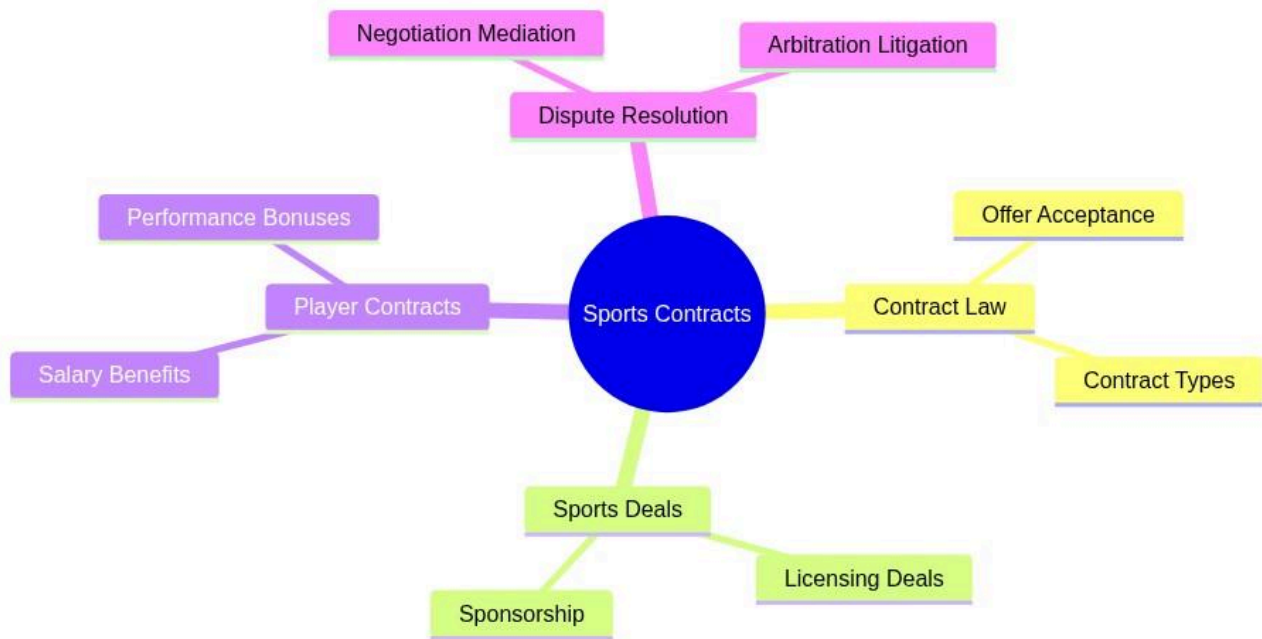 Negotiation Mediation
Arbitration Litigation
Dispute Resolution
Performance Bonuses
Offer Acceptance
Player Contracts
Sports Contracts
Contract Law
Salary Benefits
Contract Types
Sports Deals
Licensing Deals
Sponsorship